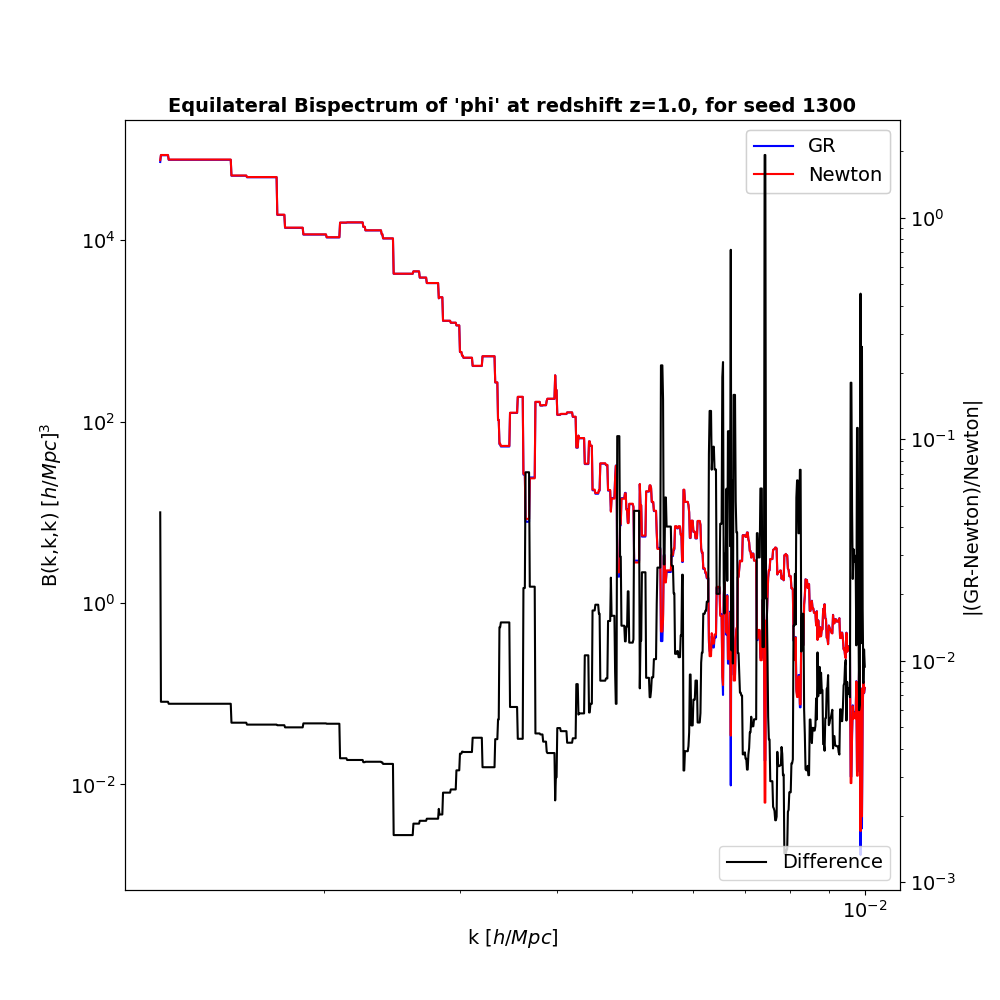 Equilateral Bispectrum of 'phi' at redshift z=1.0, for seed 1300
GR
Newton
10^4
10^2
10^0
10^-2
B(k,k,k) [h/Mpc]^3
10^0
10^-1
10^-2
10^-3
|(GR-Newton)/Newton|
Difference
10^-2
k [h/Mpc]